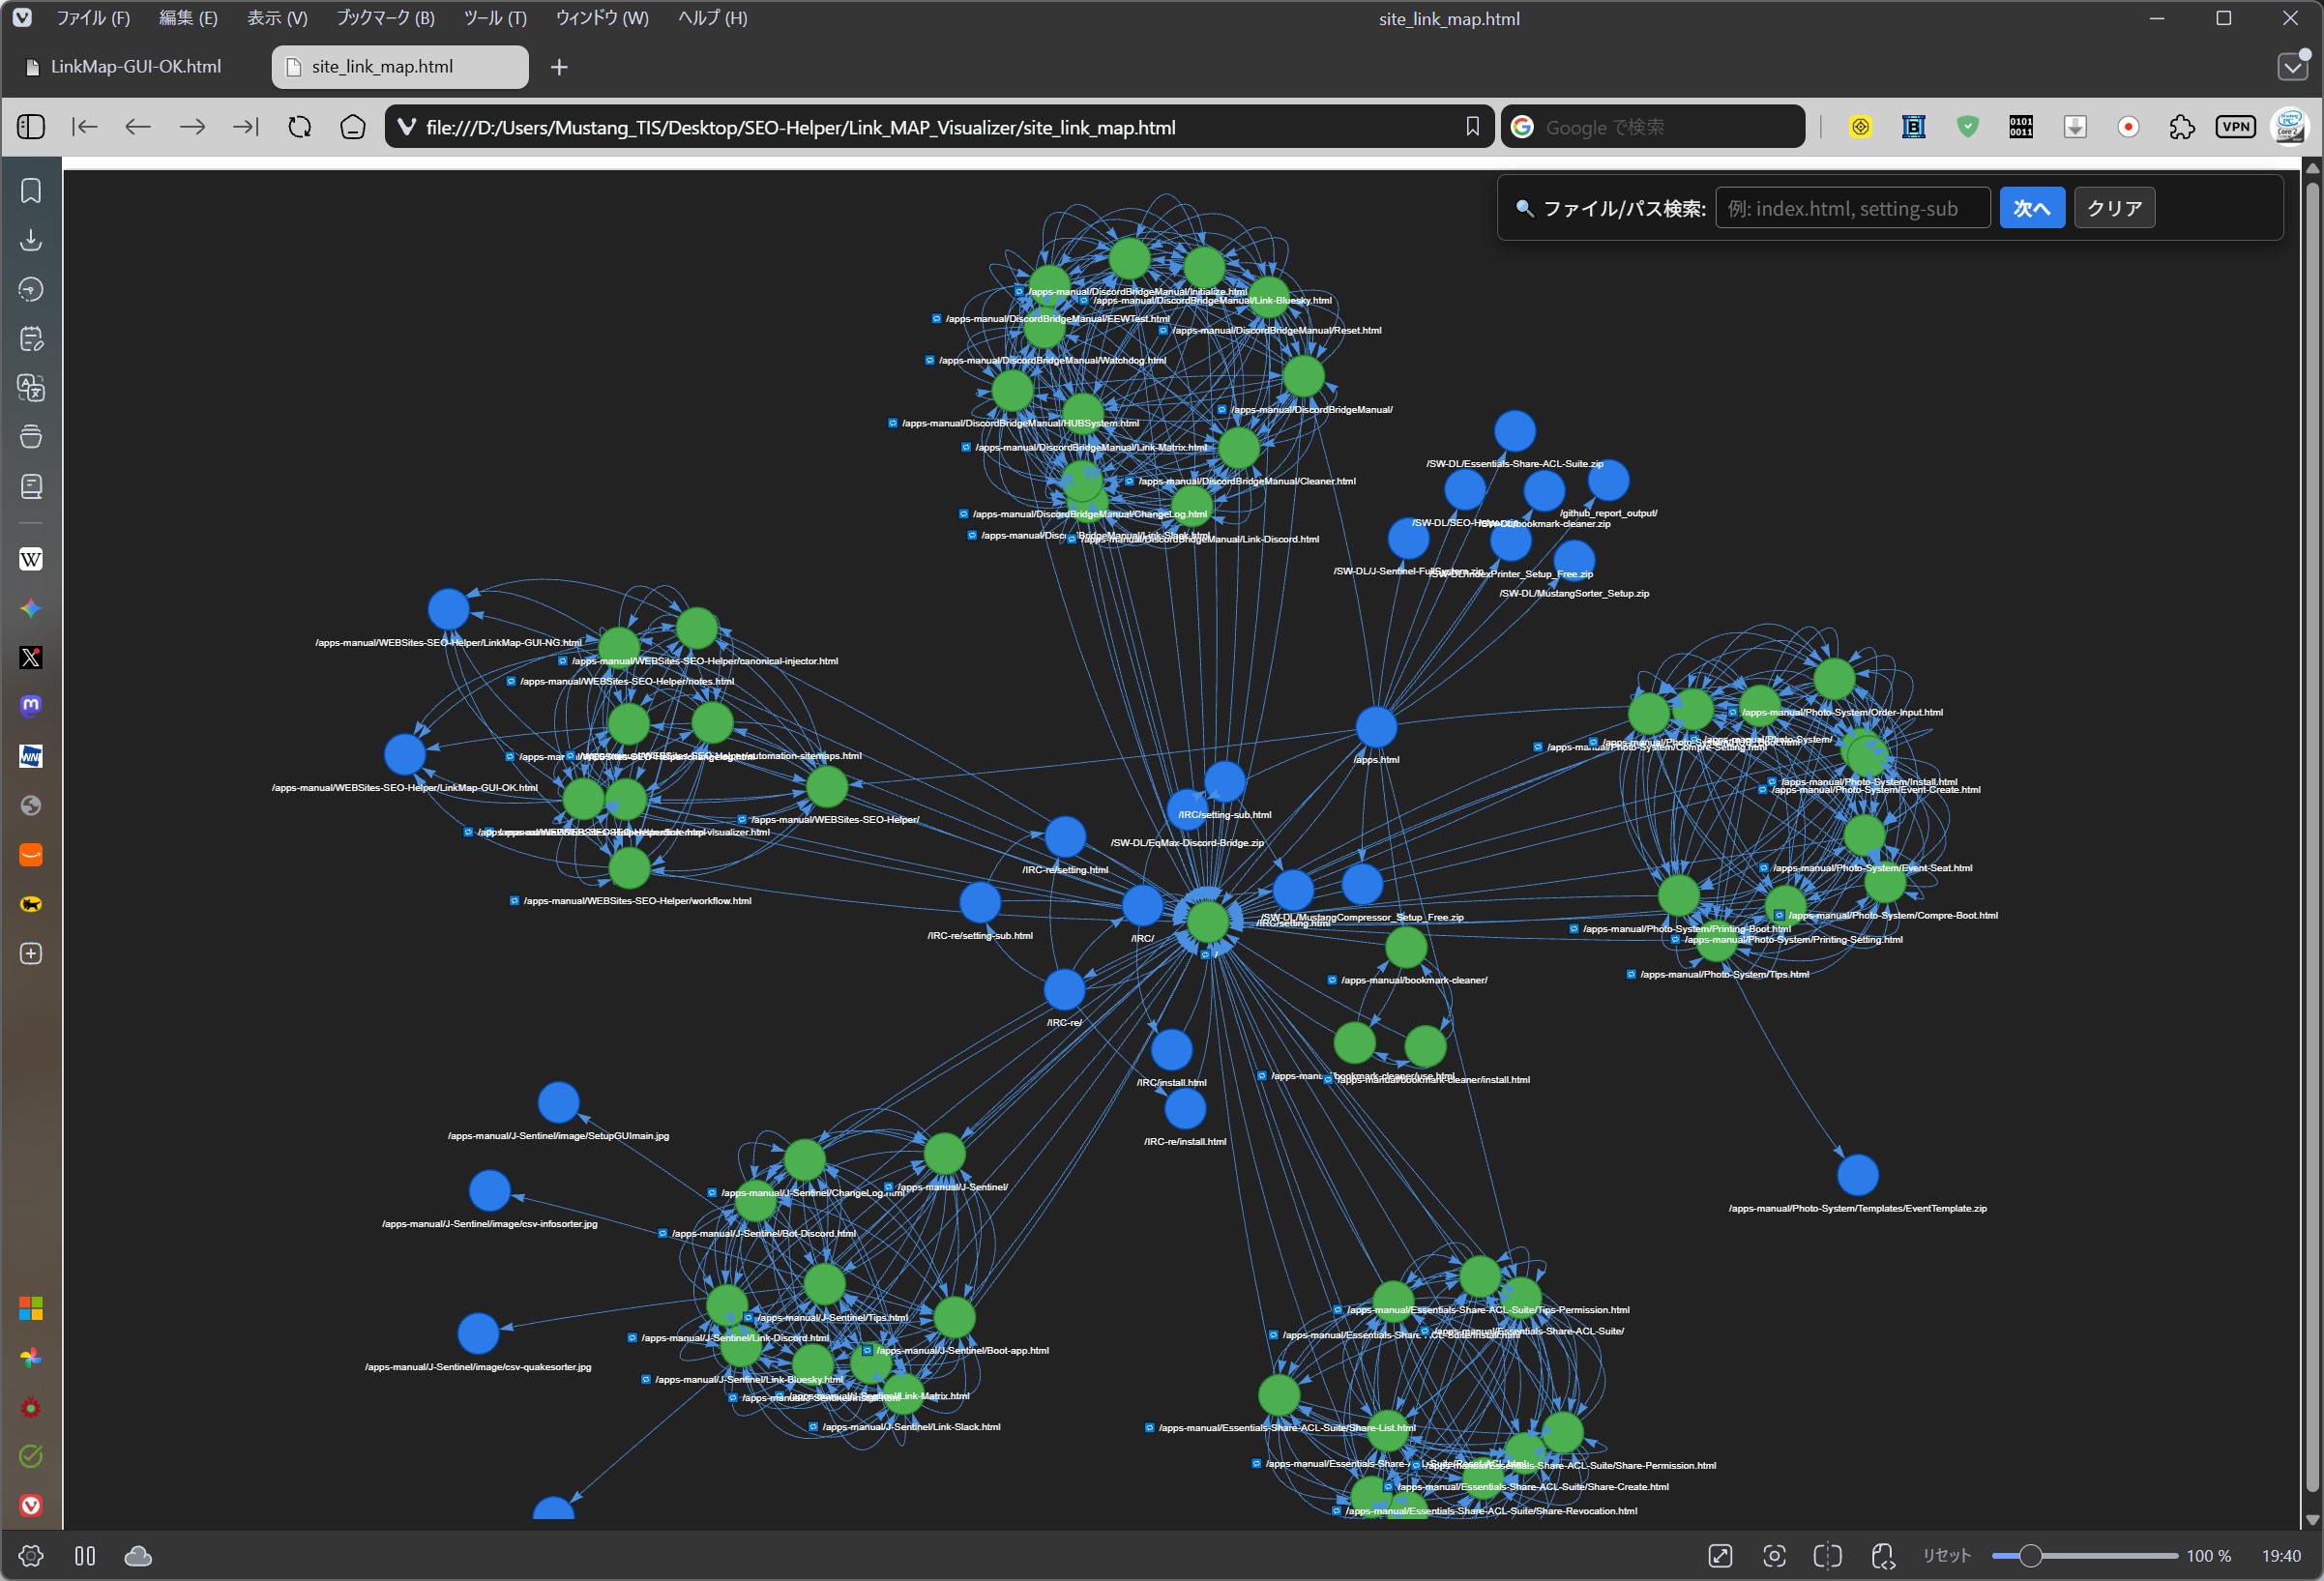 ファイル (F) 編集 (E) 表示 (V) ブックマーク (B) ツール (T) ウィンドウ (W) ヘルプ (H)
site_link_map.html
LinkMap-GUI-OK.html
site_link_map.html
file:///D:/Users/Mustang_TIS/Desktop/SEO-Helper/Link_MAP_Visualizer/site_link_map.html
Google で検索
VPN
ファイル/パス検索:
例: index.html, setting-sub
次へ
クリア
/apps-manual/DiscordBridgeManual/Initialize.html
/apps-manual/DiscordBridgeManual/Link-Bluesky.html
/apps-manual/DiscordBridgeManual/EEWTest.html
/apps-manual/DiscordBridgeManual/Reset.html
/apps-manual/DiscordBridgeManual/Watchdog.html
/apps-manual/DiscordBridgeManual/
/apps-manual/DiscordBridgeManual/HUBSystem.html
/apps-manual/DiscordBridgeManual/Link-Matrix.html
/SW-DL/Essentials-Share-ACL-Suite.zip
/apps-manual/DiscordBridgeManual/Cleaner.html
/apps-manual/DiscordBridgeManual/ChangeLog.html
/github_report_output/
/apps-manual/DiscordBridgeManual/Link-Discord.html
/SW-DL/MustangSorter_Setup.zip
/apps-manual/WEBSites-SEO-Helper/LinkMap-GUI-NG.html
/apps-manual/WEBSites-SEO-Helper/canonical-injector.html
/apps-manual/WEBSites-SEO-Helper/notes.html
/apps-manual/Photo-System/Order-Input.html
/apps.html
/apps-manual/Photo-System/Install.html
/apps-manual/WEBSites-SEO-Helper/LinkMap-GUI-OK.html
/apps-manual/Photo-System/Event-Create.html
/IRC/setting-sub.html
/apps-manual/WEBSites-SEO-Helper/
/SW-DL/EqMax-Discord-Bridge.zip
/IRC-re/setting.html
/apps-manual/Photo-System/Event-Seat.html
/apps-manual/WEBSites-SEO-Helper/workflow.html
/SW-DL/MustangCompressor_Setup_Free.zip
/IRC/setting.html
/apps-manual/Photo-System/Compre-Boot.html
/apps-manual/Photo-System/Printing-Boot.html
/IRC-re/setting-sub.html
/IRC/
/apps-manual/Photo-System/Printing-Setting.html
/
/apps-manual/Photo-System/Tips.html
/apps-manual/bookmark-cleaner/
/IRC-re/
/apps-manual/bookmark-cleaner/install.html
/IRC/install.html
/apps-manual/J-Sentinel/image/SetupGUImain.jpg
/IRC-re/install.html
/apps-manual/J-Sentinel/
/apps-manual/J-Sentinel/ChangeLog.html
/apps-manual/Photo-System/Templates/EventTemplate.zip
/apps-manual/J-Sentinel/image/csv-infosorter.jpg
/apps-manual/J-Sentinel/Bot-Discord.html
/apps-manual/Essentials-Share-ACL-Suite/Tips-Permission.html
/apps-manual/J-Sentinel/Tips.html
/apps-manual/Essentials-Share-ACL-Suite/
/apps-manual/J-Sentinel/Link-Discord.html
/apps-manual/J-Sentinel/Boot-app.html
/apps-manual/J-Sentinel/image/csv-quakesorter.jpg
/apps-manual/J-Sentinel/Link-Bluesky.html
/apps-manual/J-Sentinel/Link-Slack.html
/apps-manual/Essentials-Share-ACL-Suite/Share-List.html
/apps-manual/Essentials-Share-ACL-Suite/Share-Permission.html
/apps-manual/Essentials-Share-ACL-Suite/Share-Create.html
/apps-manual/Essentials-Share-ACL-Suite/Share-Revocation.html
リセット
100 %
19:40